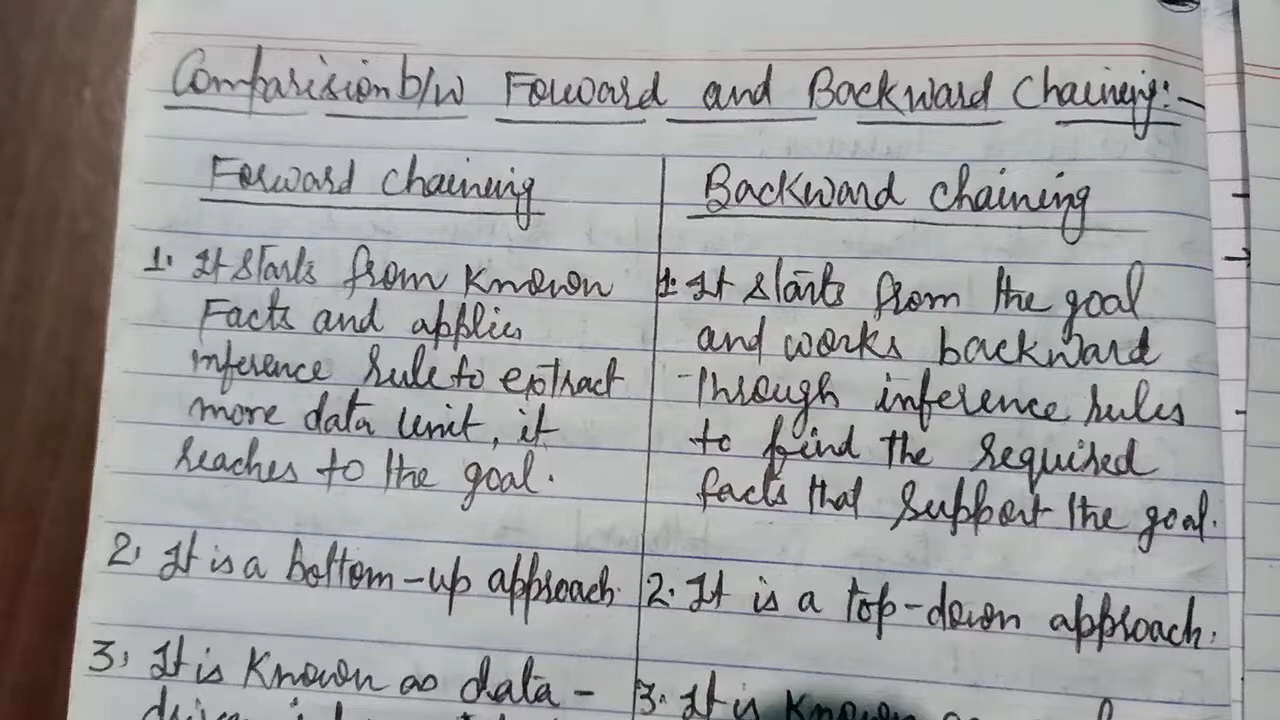 Comparision b/w Forward and Backward Chaining:-
Forward Chaining
1. It starts from Known
Facts and applies
inference rule to extract
more data unit, it
reaches to the goal.
2. It is a bottom-up approach.
3. It is Known as data-
Backward Chaining
1. It starts from the goal
and works backward
through inference rules
to find the required
facts that support the goal.
2. It is a top-down approach.
3. It is Known